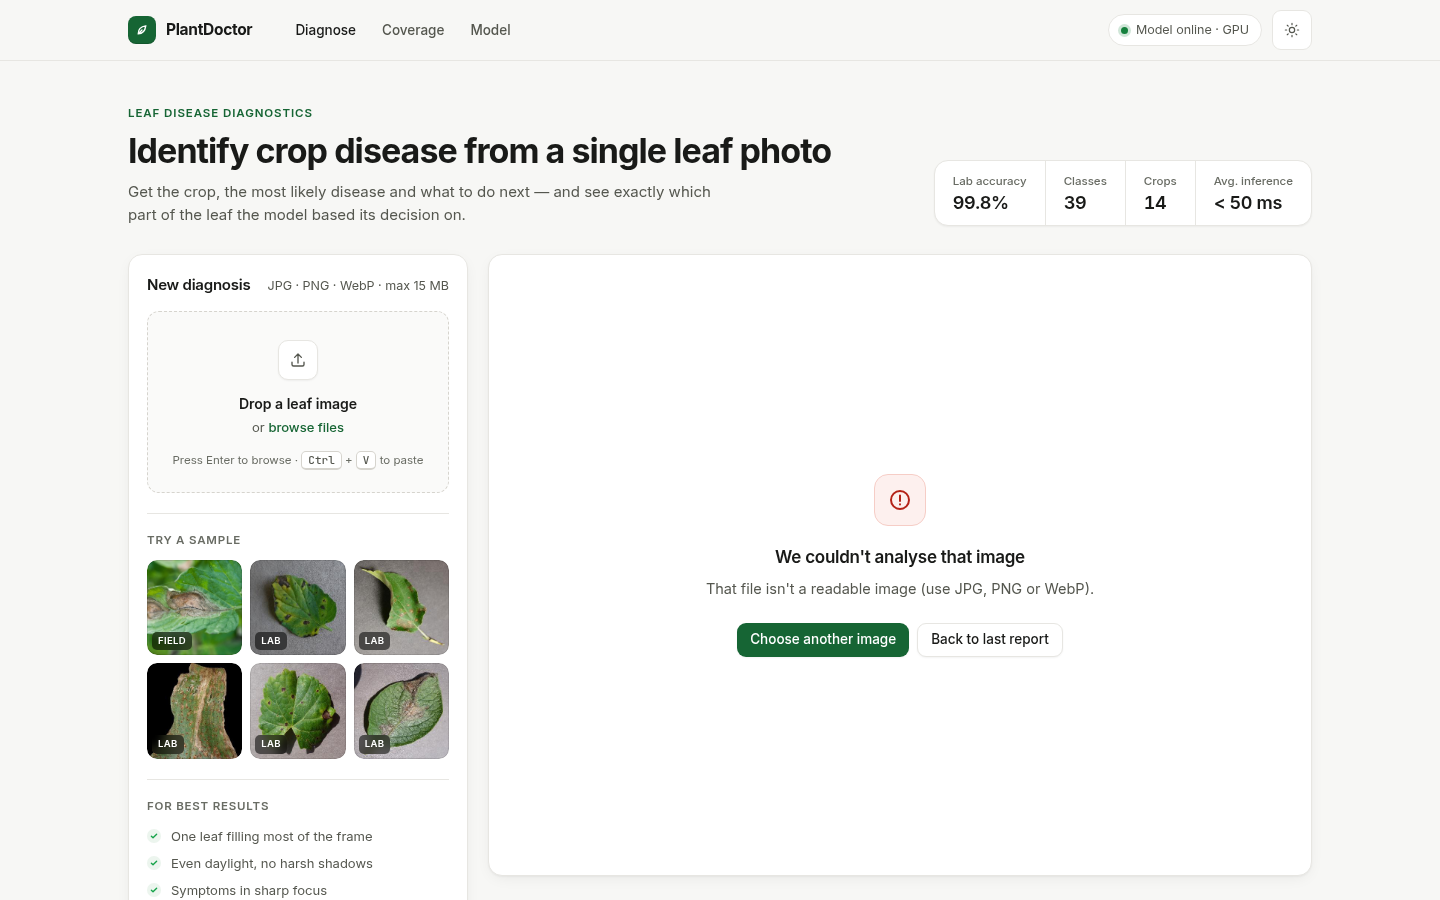 PlantDoctor
Diagnose
Coverage
Model
Model online · GPU
LEAF DISEASE DIAGNOSTICS
Identify crop disease from a single leaf photo
Get the crop, the most likely disease and what to do next — and see exactly which
part of the leaf the model based its decision on.
Lab accuracy
99.8%
Classes
39
Crops
14
Avg. inference
< 50 ms
New diagnosis
JPG · PNG · WebP · max 15 MB
Drop a leaf image
or browse files
Press Enter to browse · Ctrl + V to paste
TRY A SAMPLE
FIELD
LAB
LAB
LAB
LAB
LAB
FOR BEST RESULTS
One leaf filling most of the frame
Even daylight, no harsh shadows
Symptoms in sharp focus
We couldn't analyse that image
That file isn't a readable image (use JPG, PNG or WebP).
Choose another image
Back to last report